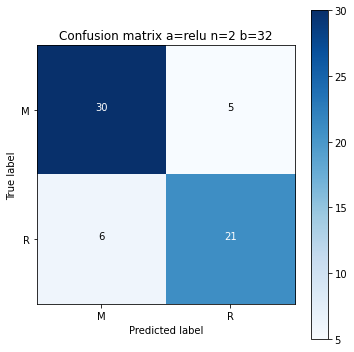 Confusion matrix a=relu n=2 b=32
True label
M
30
5
R
6
21
M
R
Predicted label
30
25
20
15
10
5